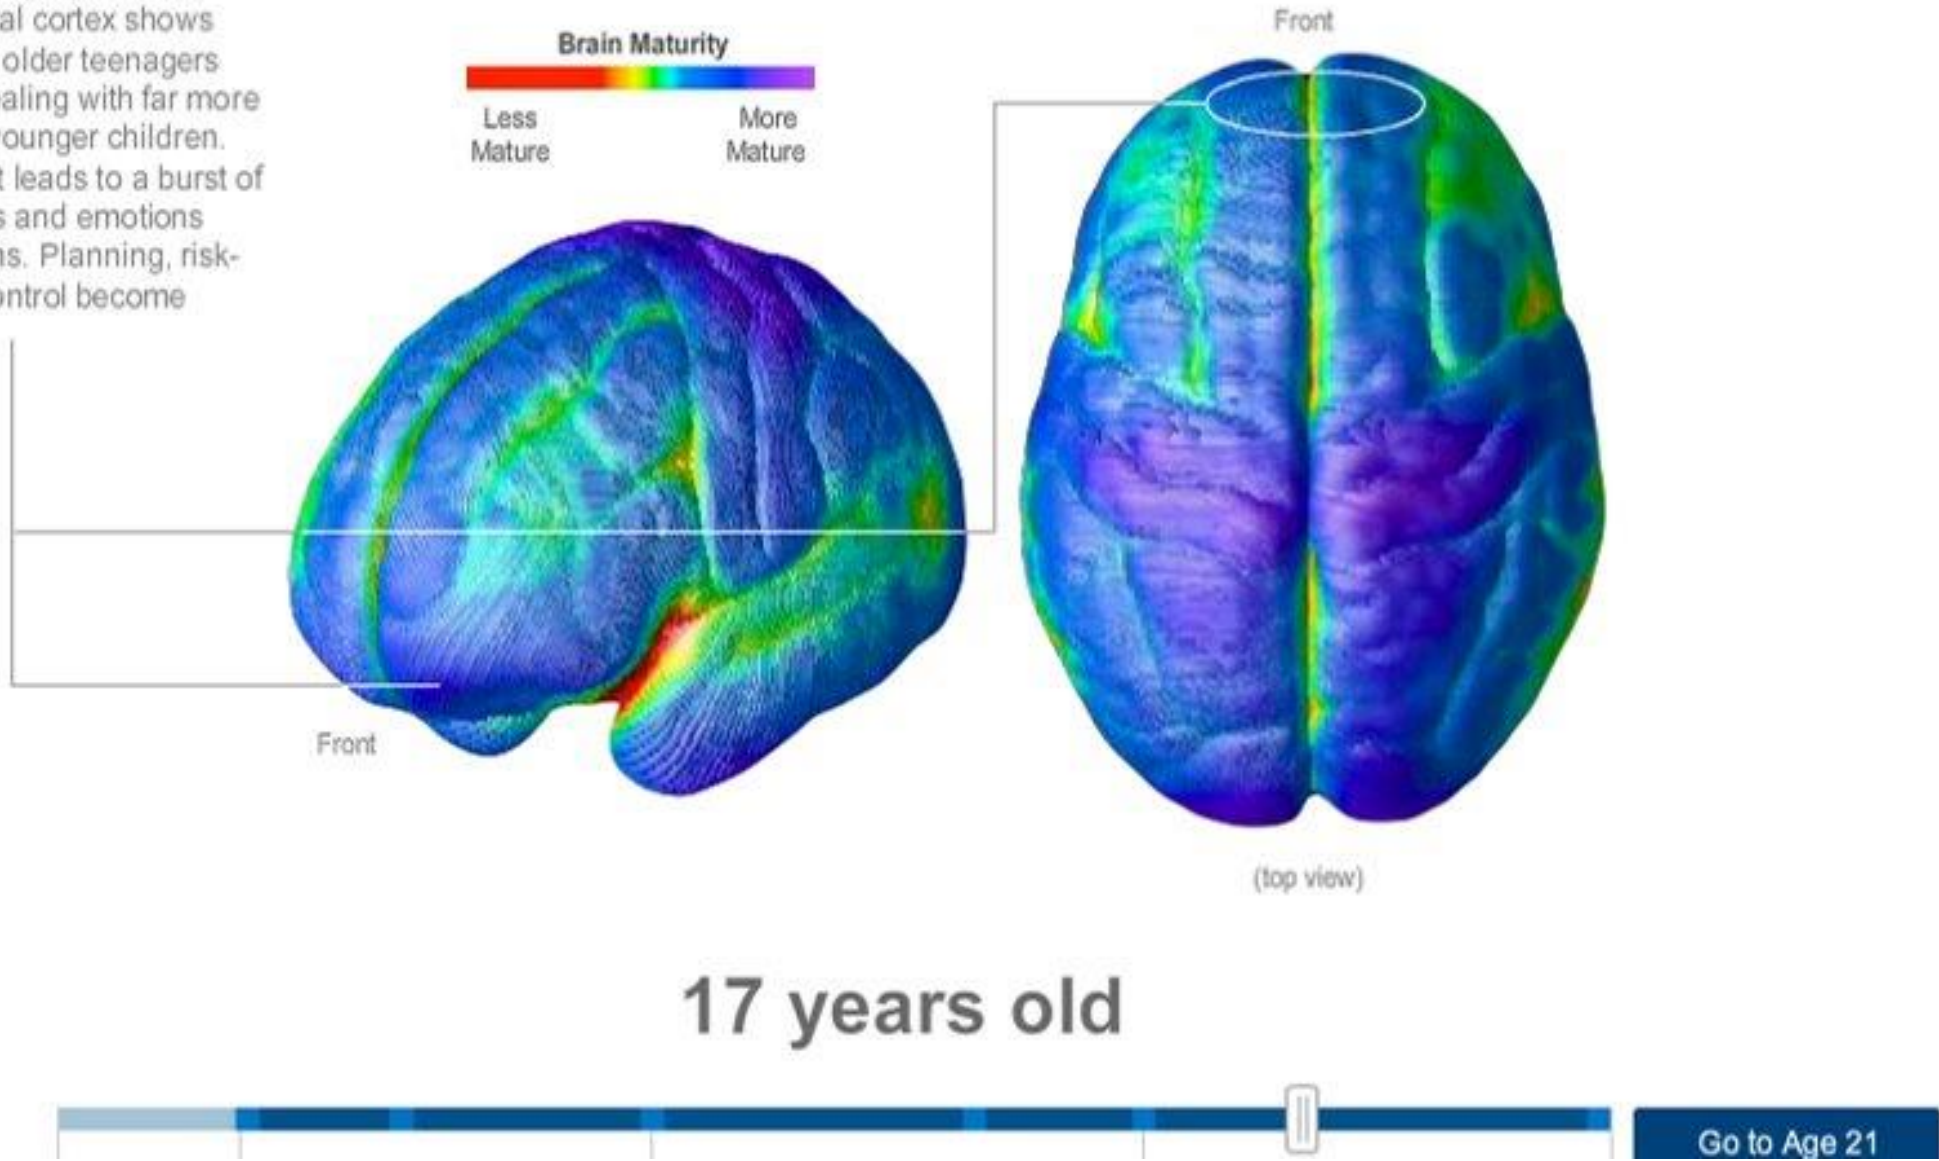 al cortex shows
older teenagers
aling with far more
ounger children.
t leads to a burst of
s and emotions
ns. Planning, risk-
ontrol become
Brain Maturity
Less
Mature
More
Mature
Front
Front
(top view)
17 years old
Go to Age 21